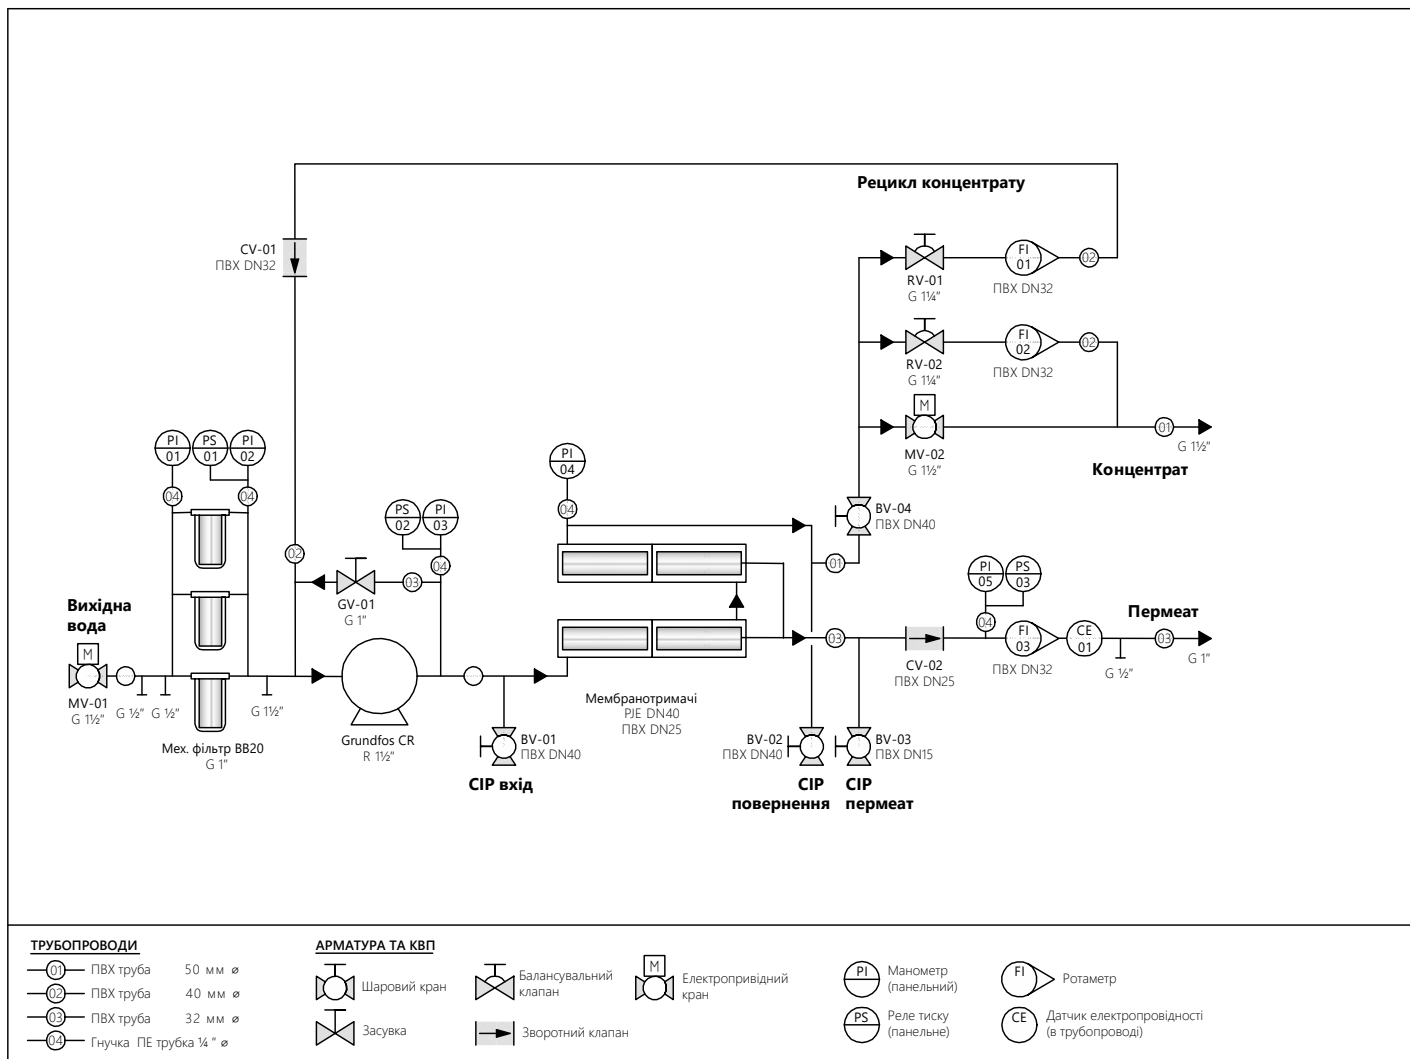 Рецикл концентрату
CV-01
ПВХ DN32
FI
01
02
RV-01
G 1¼"
ПВХ DN32
FI
02
02
RV-02
G 1¼"
ПВХ DN32
M
MV-02
G 1½"
01
G 1½"
Концентрат
PI
01
PS
01
PI
02
04
04
PI
04
04
PS
02
PI
03
04
02
03
GV-01
G 1"
BV-04
ПВХ DN40
01
PI
05
PS
03
04
Вихідна
вода
M
MV-01
G 1½"
G ½"
G ½"
G 1½"
Мех. фільтр BB20
G 1"
Grundfos CR
R 1½"
BV-01
ПВХ DN40
СІР вхід
Мембранотримачі
PJE DN40
ПВХ DN25
03
CV-02
ПВХ DN25
FI
03
ПВХ DN32
CE
01
G ½"
Пермеат
03
G 1"
BV-02
ПВХ DN40
BV-03
ПВХ DN15
СІР
повернення
СІР
пермеат
ТРУБОПРОВОДИ
01 ПВХ труба 50 мм ⌀
02 ПВХ труба 40 мм ⌀
03 ПВХ труба 32 мм ⌀
04 Гнучка ПЕ трубка ¼ " ⌀
АРМАТУРА ТА КВП
Шаровий кран
Засувка
Балансувальний
клапан
Зворотний клапан
M
Електропривідний
кран
PI
Манометр
(панельний)
PS
Реле тиску
(панельне)
FI
Ротаметр
CE
Датчик електропровідності
(в трубопроводі)